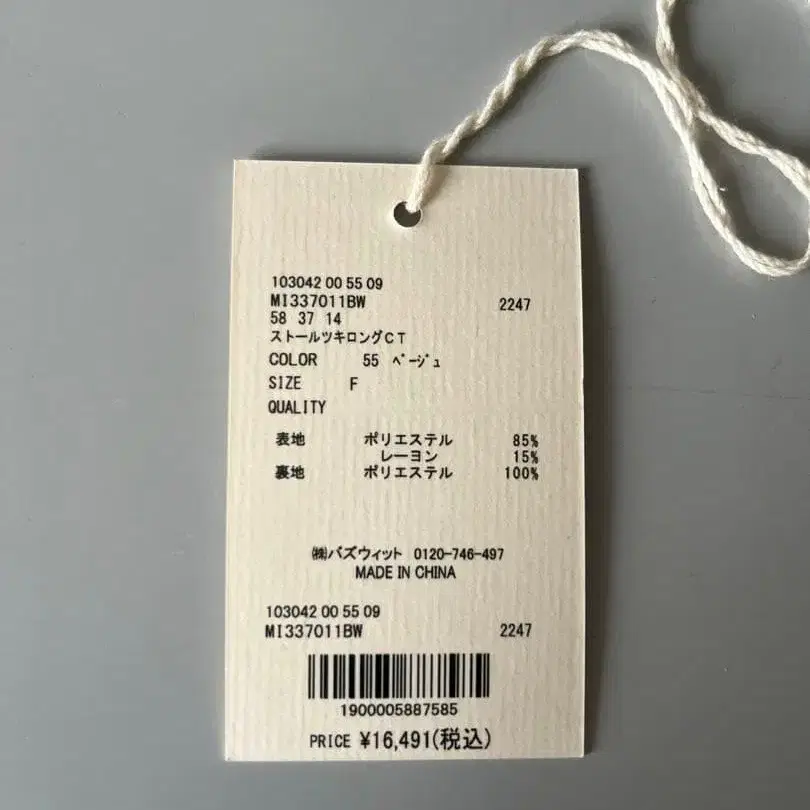 103042 00 55 09
MI337011BW 2247
58 37 14
ストールツキロングCT
COLOR 55 ﾍﾞｰｼﾞｭ
SIZE F
QUALITY
表地 ポリエステル 85%
レーヨン 15%
裏地 ポリエステル 100%
㈱バズウィット 0120-746-497
MADE IN CHINA
103042 00 55 09
MI337011BW 2247
1900005887585
PRICE ¥16,491(税込)